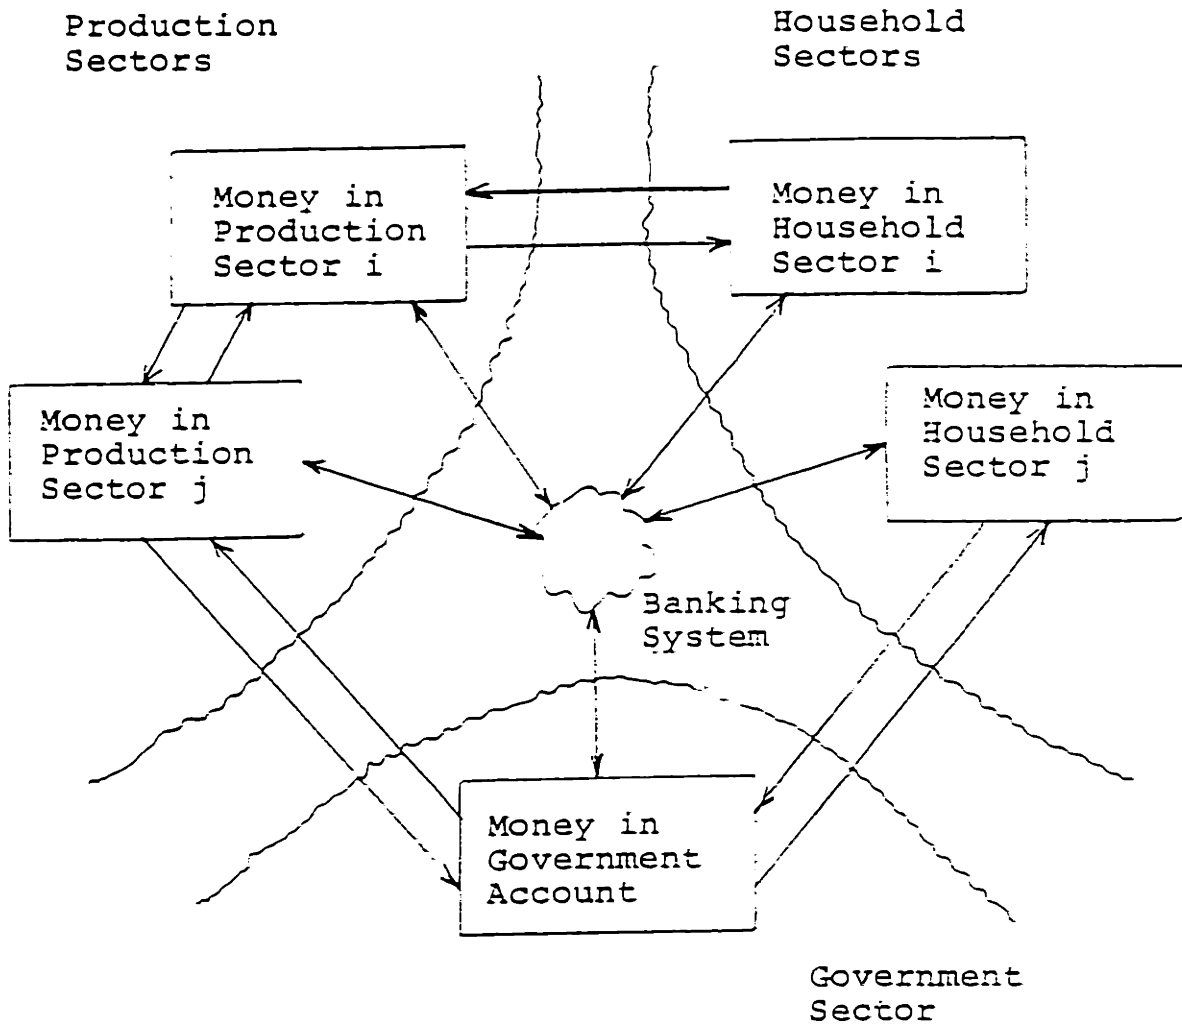 Production
Sectors
Household
Sectors
Money in
Production
Sector i
Money in
Household
Sector i
Money in
Production
Sector j
Money in
Household
Sector j
Banking
System
Money in
Government
Account
Government
Sector